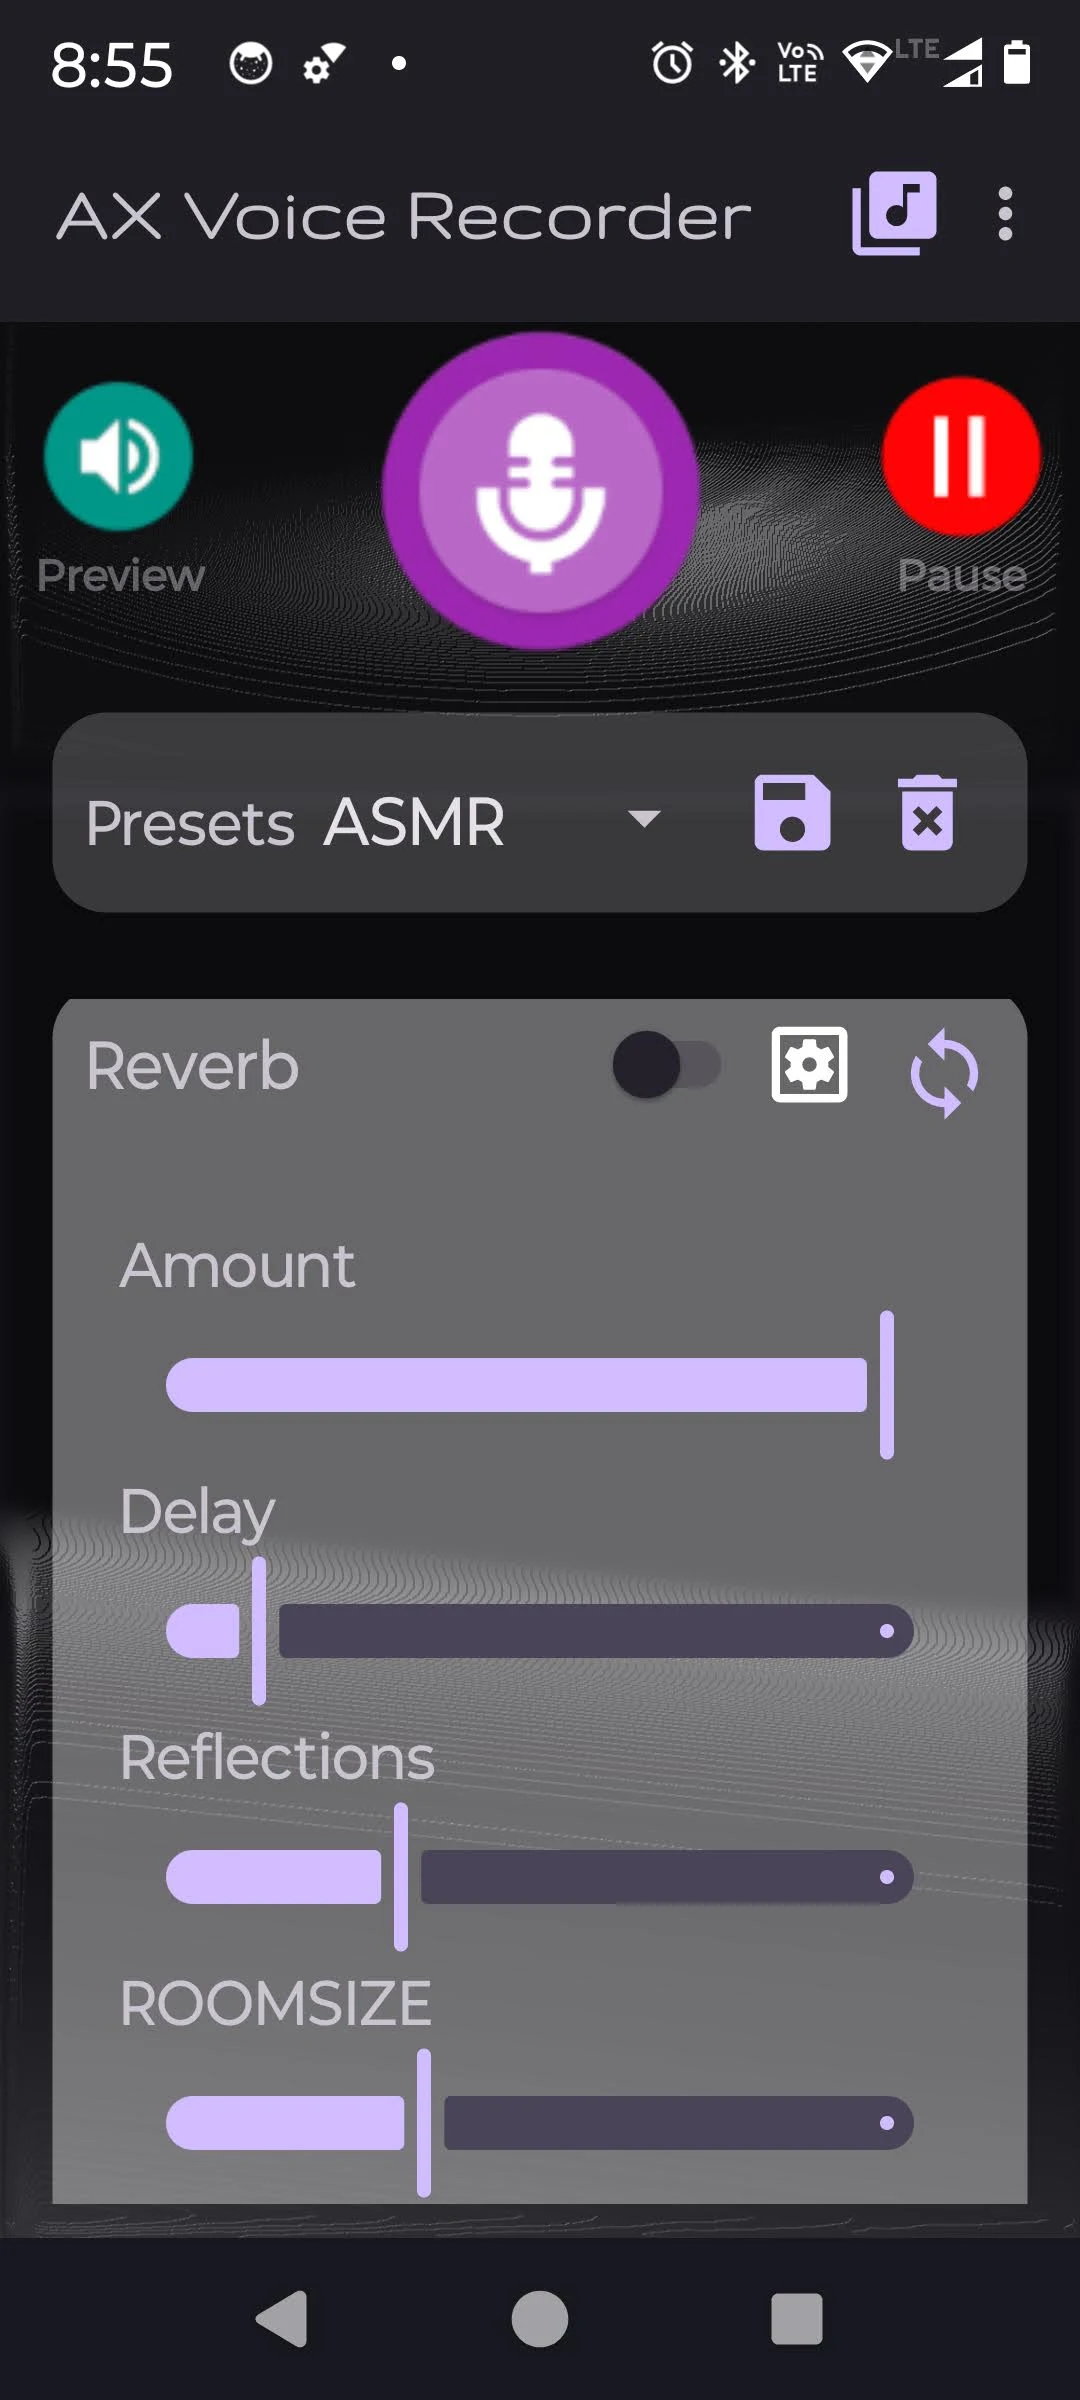 8:55
Vo LTE
LTE
AX Voice Recorder
Preview
Pause
Presets ASMR
Reverb
Amount
Delay
Reflections
ROOMSIZE